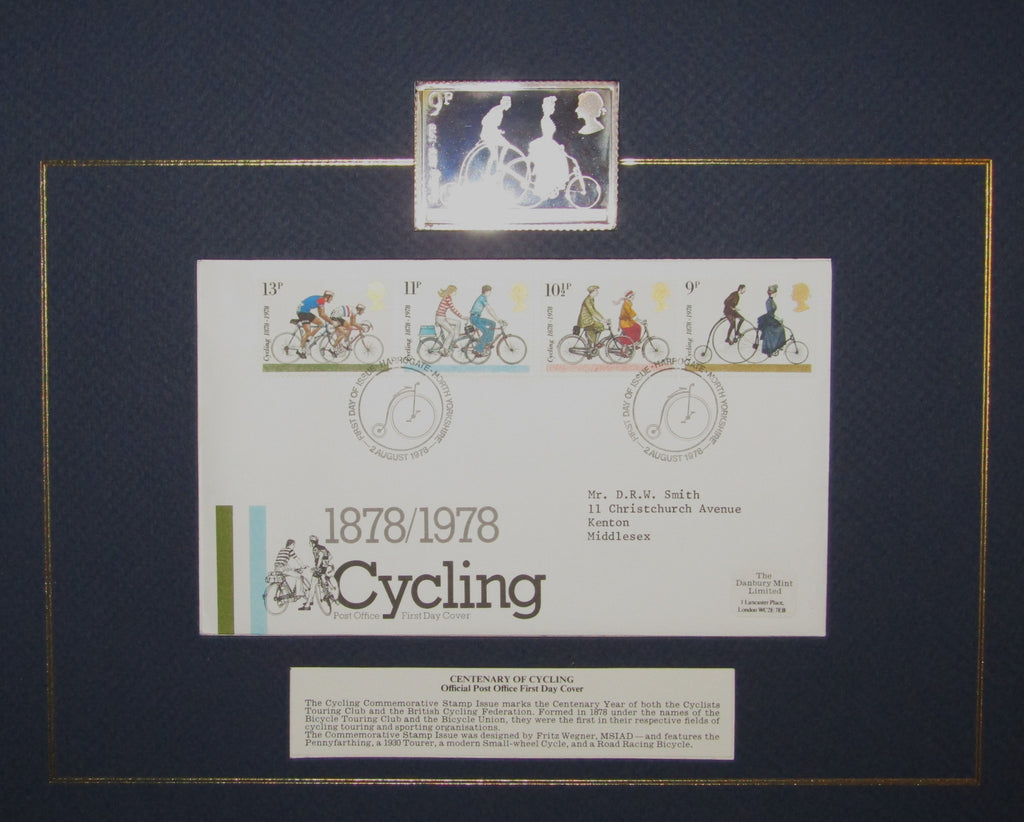 9P
13P
Cycling 1878-1978
11P
Cycling 1878-1978
10½P
Cycling 1878-1978
9P
Cycling 1878-1978
FIRST DAY OF ISSUE·HARROGATE·NORTH YORKSHIRE
2 AUGUST 1978
FIRST DAY OF ISSUE·HARROGATE·NORTH YORKSHIRE
2 AUGUST 1978
Mr. D.R.W. Smith
11 Christchurch Avenue
Kenton
Middlesex
1878/1978
Cycling
Post Office First Day Cover
The
Danbury Mint
Limited
1 Lancaster Place,
London WC2E 7EB
CENTENARY OF CYCLING
Official Post Office First Day Cover
The Cycling Commemorative Stamp Issue marks the Centenary Year of both the Cyclists
Touring Club and the British Cycling Federation. Formed in 1878 under the names of the
Bicycle Touring Club and the Bicycle Union, they were the first in their respective fields of
cycling touring and sporting organisations.
The Commemorative Stamp Issue was designed by Fritz Wegner, MSIAD — and features the
Pennyfarthing, a 1930 Tourer, a modern Small-wheel Cycle, and a Road Racing Bicycle.